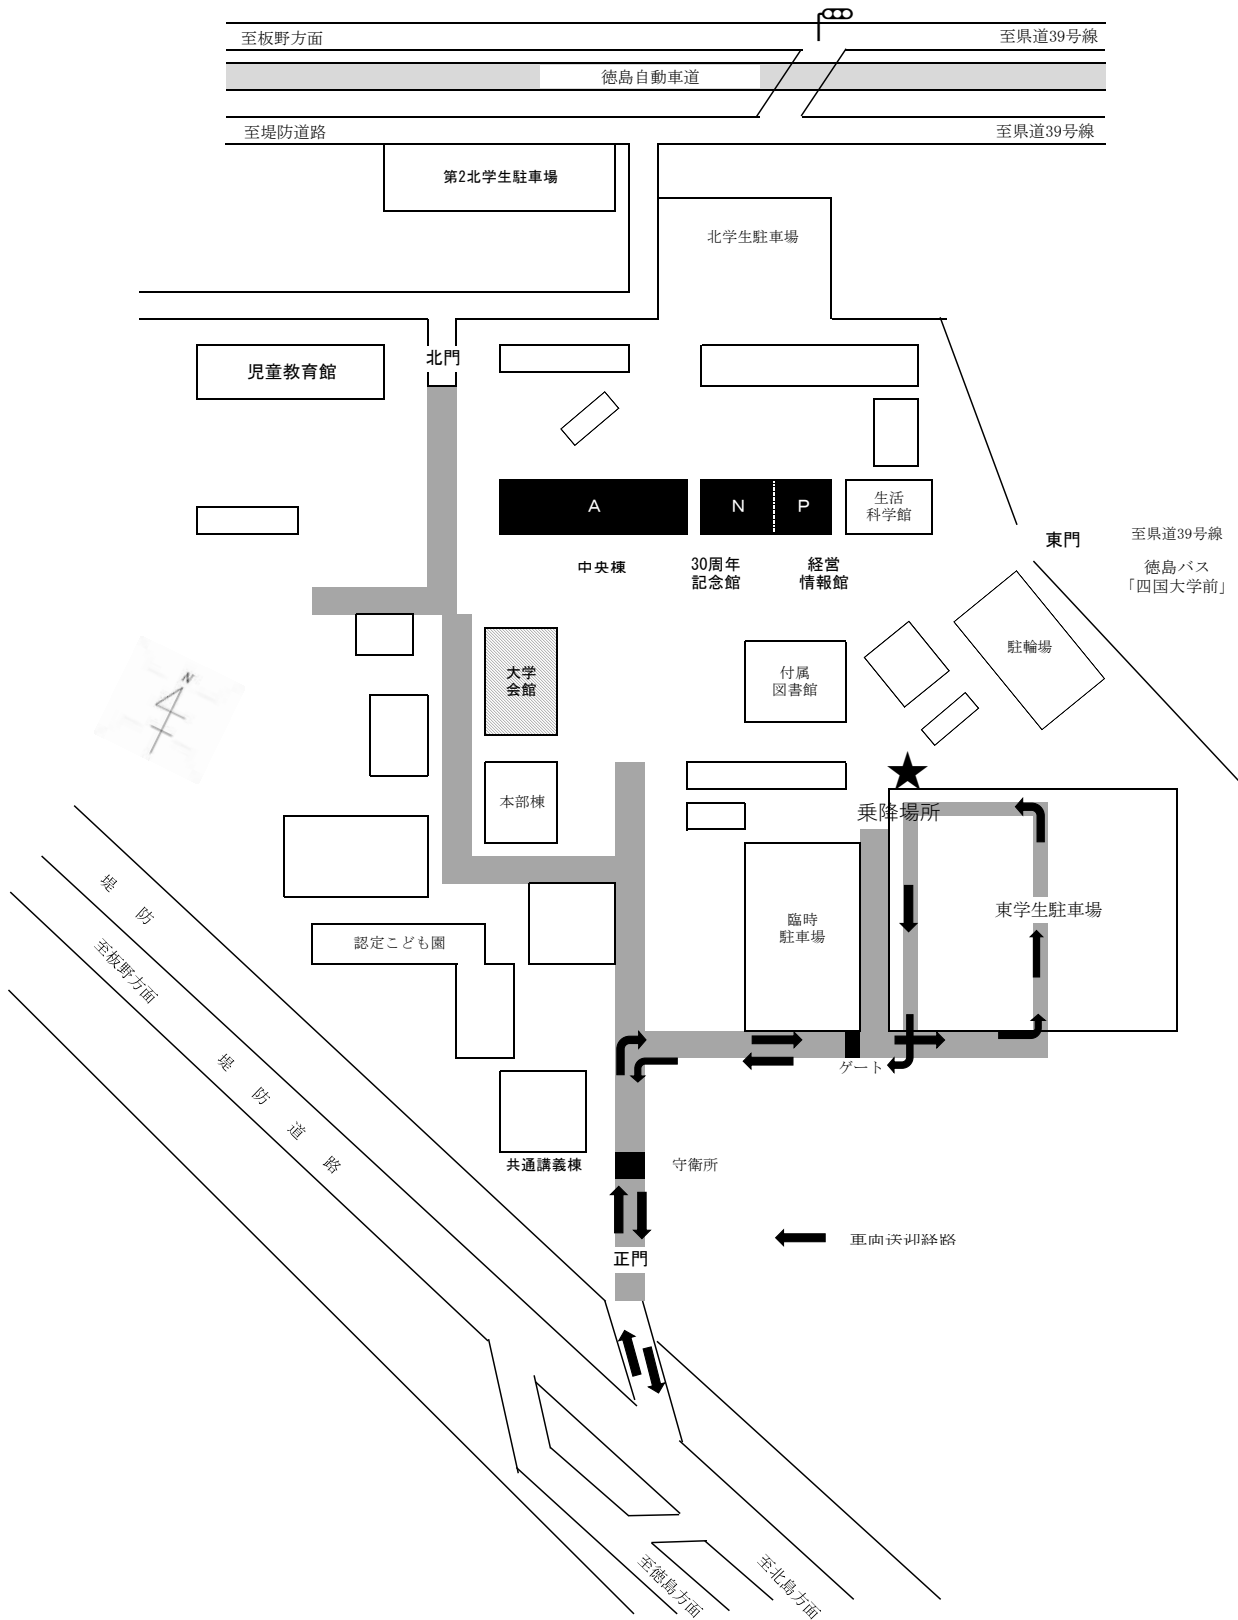 至板野方面
至県道39号線
徳島自動車道
至堤防道路
至県道39号線
第2北学生駐車場
北学生駐車場
北門
児童教育館
A
N
P
生活
科学館
中央棟
30周年
記念館
経営
情報館
東門
至県道39号線
徳島バス
「四国大学前」
駐輪場
大学
会館
付属
図書館
N
本部棟
乗降場所
堤防
至板野方面
認定こども園
臨時
駐車場
東学生駐車場
ゲート
堤防道路
共通講義棟
守衛所
正門
車両送迎経路
至徳島方面
至北島方面